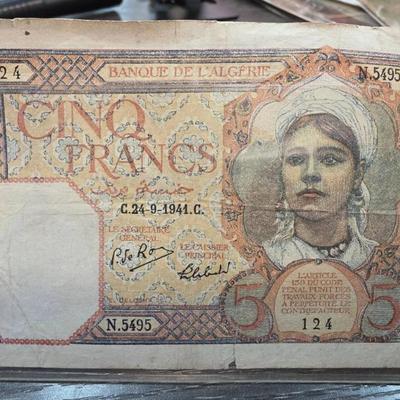 24 BANQUE DE L'ALGÉRIE N.5495
CINQ
FRANCS
C.24-9-1941.C.
LE SECRÉTAIRE
GÉNÉRAL
LE CAISSIER
PRINCIPAL
5 5
L'ARTICLE
139 DU CODE
PÉNAL PUNIT DES
TRAVAUX FORCÉS
À PERPÉTUITÉ LE
CONTREFACTEUR
N.5495 124